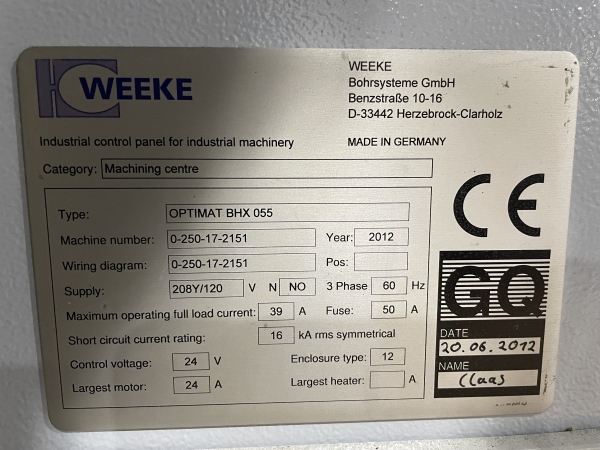 WEEKE
WEEKE
Bohrsysteme GmbH
Benzstraße 10-16
D-33442 Herzebrock-Clarholz
Industrial control panel for industrial machinery
MADE IN GERMANY
Category: Machining centre
Type: OPTIMAT BHX 055
Machine number: 0-250-17-2151 Year: 2012
Wiring diagram: 0-250-17-2151 Pos:
Supply: 208Y/120 V N NO 3 Phase 60 Hz
Maximum operating full load current: 39 A Fuse: 50 A
Short circuit current rating: 16 kA rms symmetrical
Control voltage: 24 V Enclosure type: 12
Largest motor: 24 A Largest heater: A
CE
GQ
DATE
20.06.2012
NAME
Claas